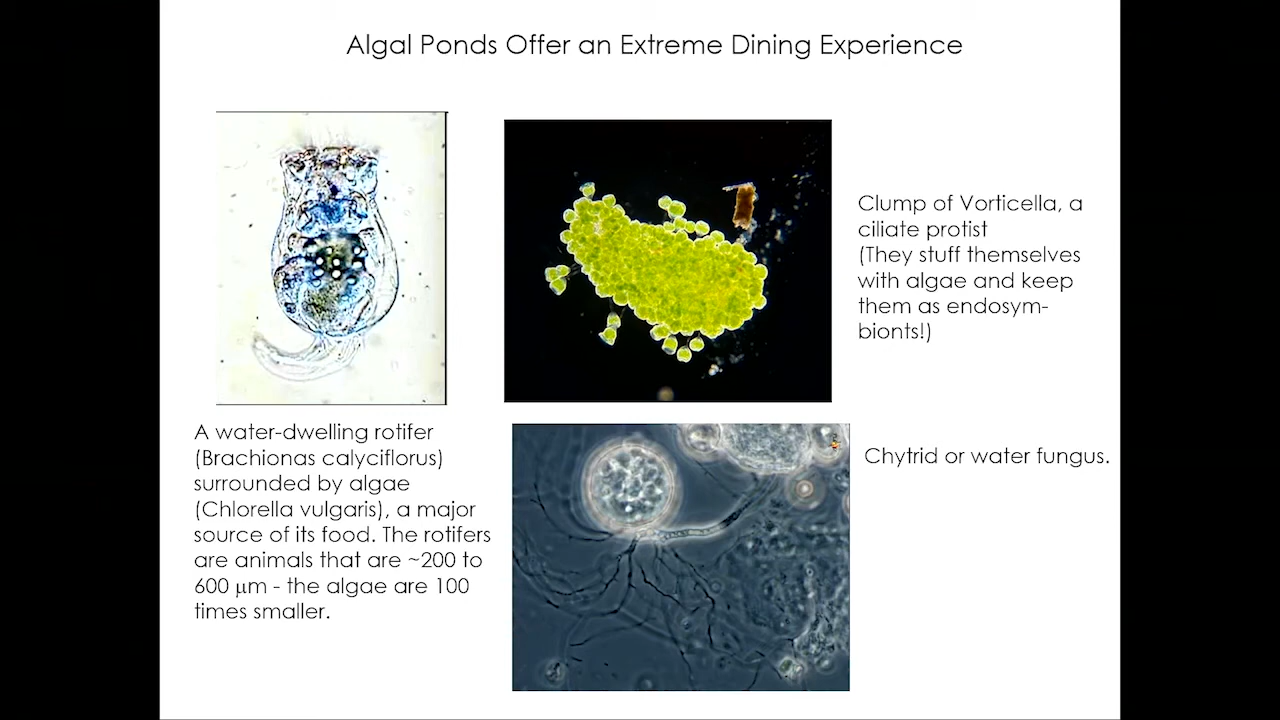 Algal Ponds Offer an Extreme Dining Experience
Clump of Vorticella, a
ciliate protist
(They stuff themselves
with algae and keep
them as endosym-
bionts!)
A water-dwelling rotifer
(Brachionas calyciflorus)
surrounded by algae
(Chlorella vulgaris), a major
source of its food. The rotifers
are animals that are ~200 to
600 μm - the algae are 100
times smaller.
Chytrid or water fungus.